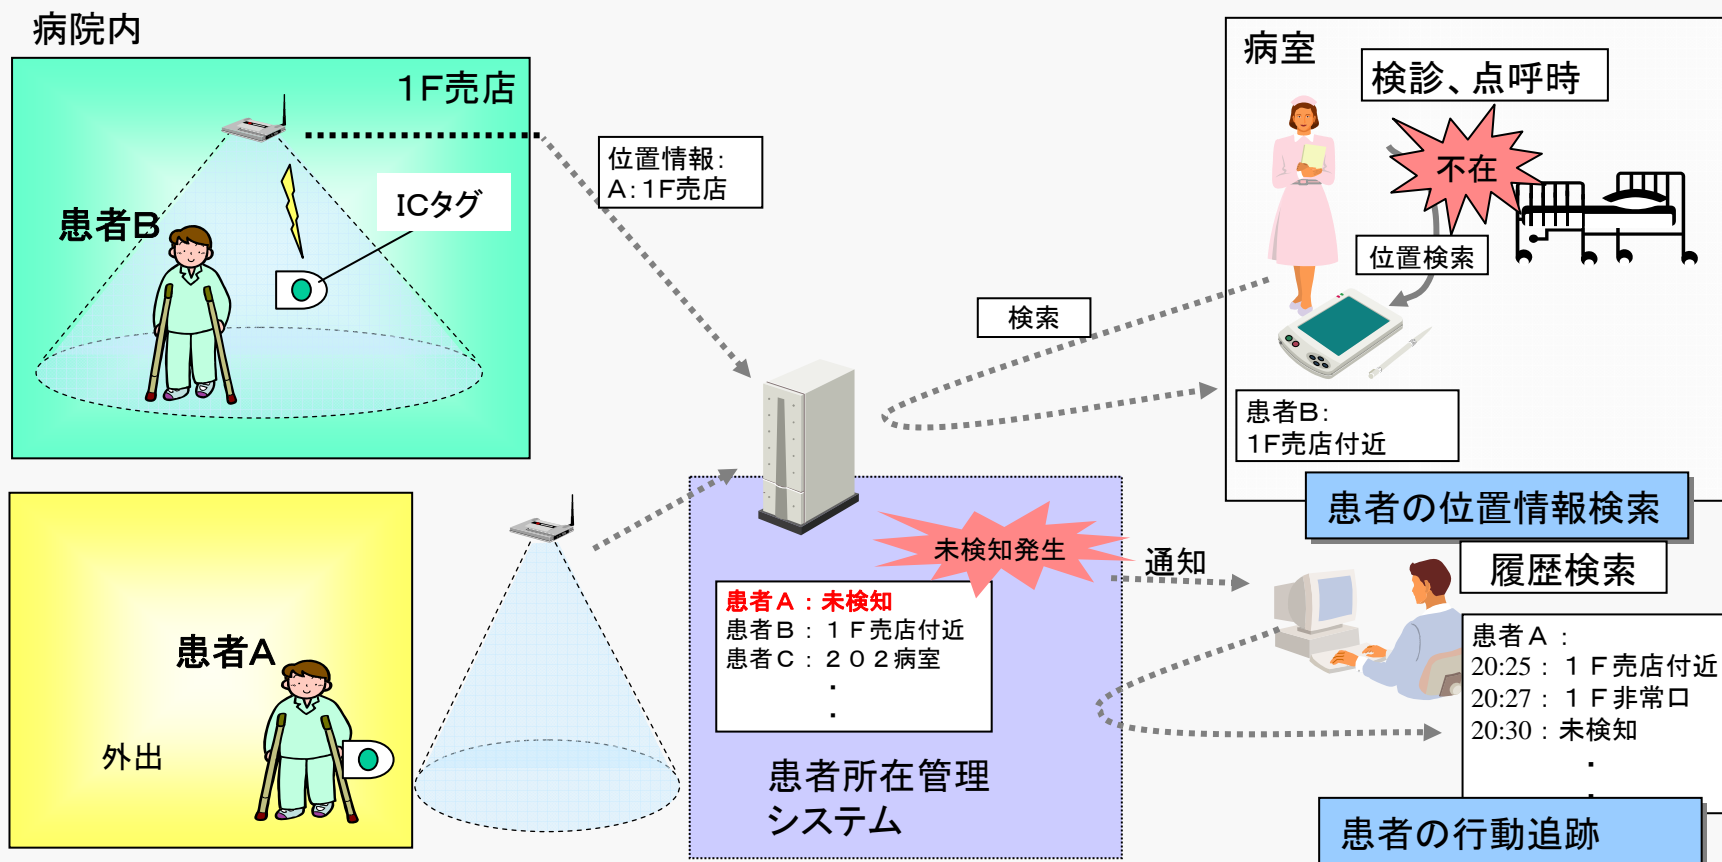 病院内
1F売店
位置情報:
A:1F売店
ICタグ
患者B
病室
検診、点呼時
不在
位置検索
検索
患者B:
1F売店付近
患者の位置情報検索
未検知発生
通知
履歴検索
患者A:未検知
患者B:1F売店付近
患者C:202病室
・
・
患者A:
20:25:1F売店付近
20:27:1F非常口
20:30:未検知
・
・
患者A
外出
患者所在管理
システム
患者の行動追跡